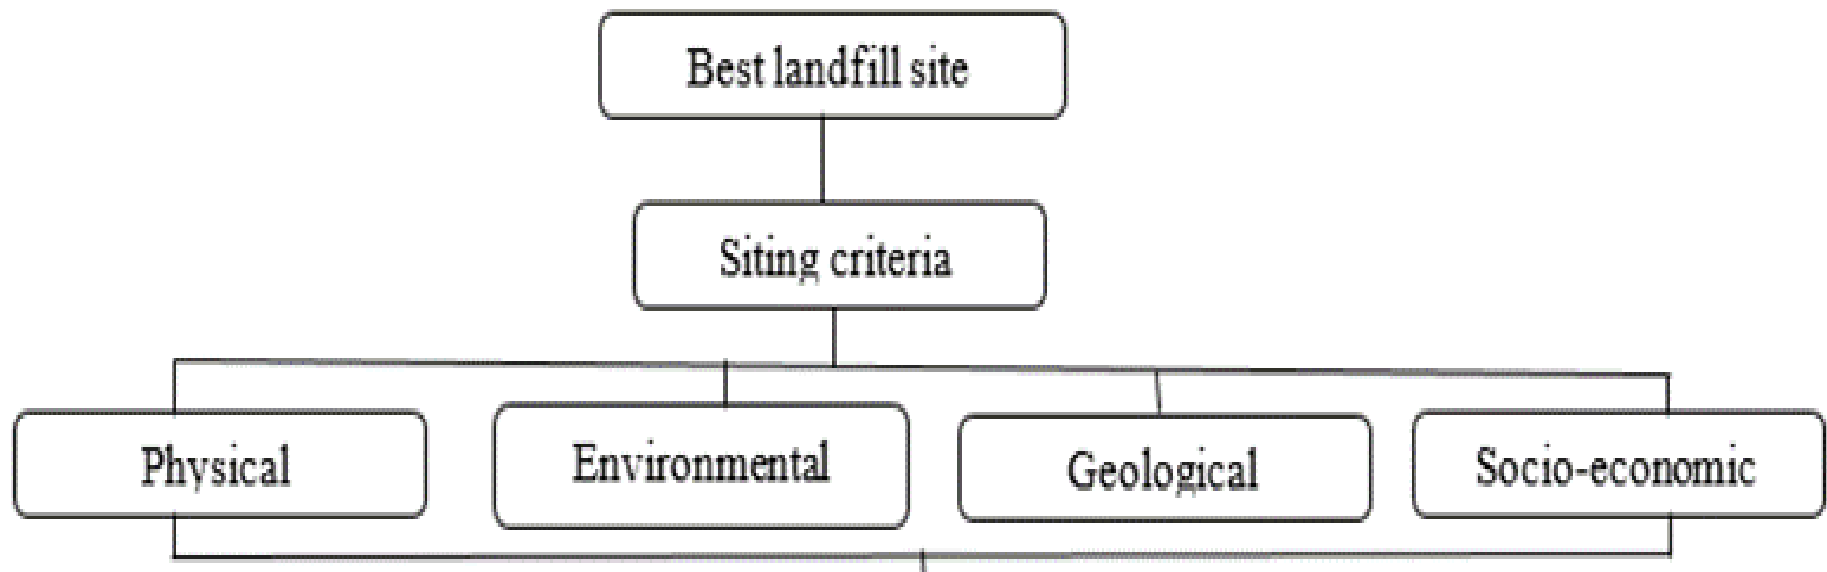 Best landfill site
Siting criteria
Physical
Environmental
Geological
Socio-economic